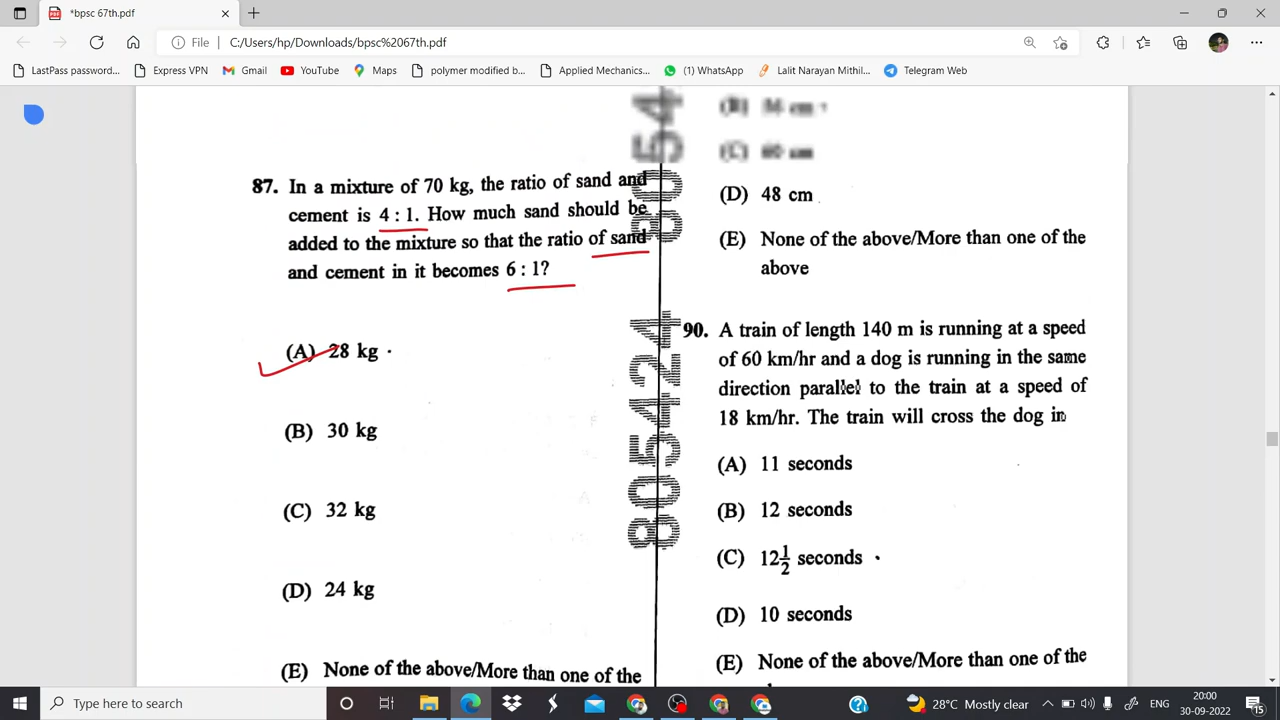 *bpsc 67th.pdf
File
C:/Users/hp/Downloads/bpsc%2067th.pdf
LastPass password...
Express VPN
Gmail
YouTube
Maps
polymer modified b...
Applied Mechanics...
(1) WhatsApp
Lalit Narayan Mithil...
Telegram Web
87. In a mixture of 70 kg, the ratio of sand and
cement is 4 : 1. How much sand should be
added to the mixture so that the ratio of sand
and cement in it becomes 6 : 1?
(A) 28 kg
(B) 30 kg
(C) 32 kg
(D) 24 kg
(E) None of the above/More than one of the
8051424
54
(D) 48 cm
(E) None of the above/More than one of the
above
90. A train of length 140 m is running at a speed
of 60 km/hr and a dog is running in the same
direction parallel to the train at a speed of
18 km/hr. The train will cross the dog in
(A) 11 seconds
(B) 12 seconds
(C) 12 1/2 seconds
(D) 10 seconds
(E) None of the above/More than one of the
Type here to search
28°C Mostly clear
ENG
20:00
30-09-2022
15